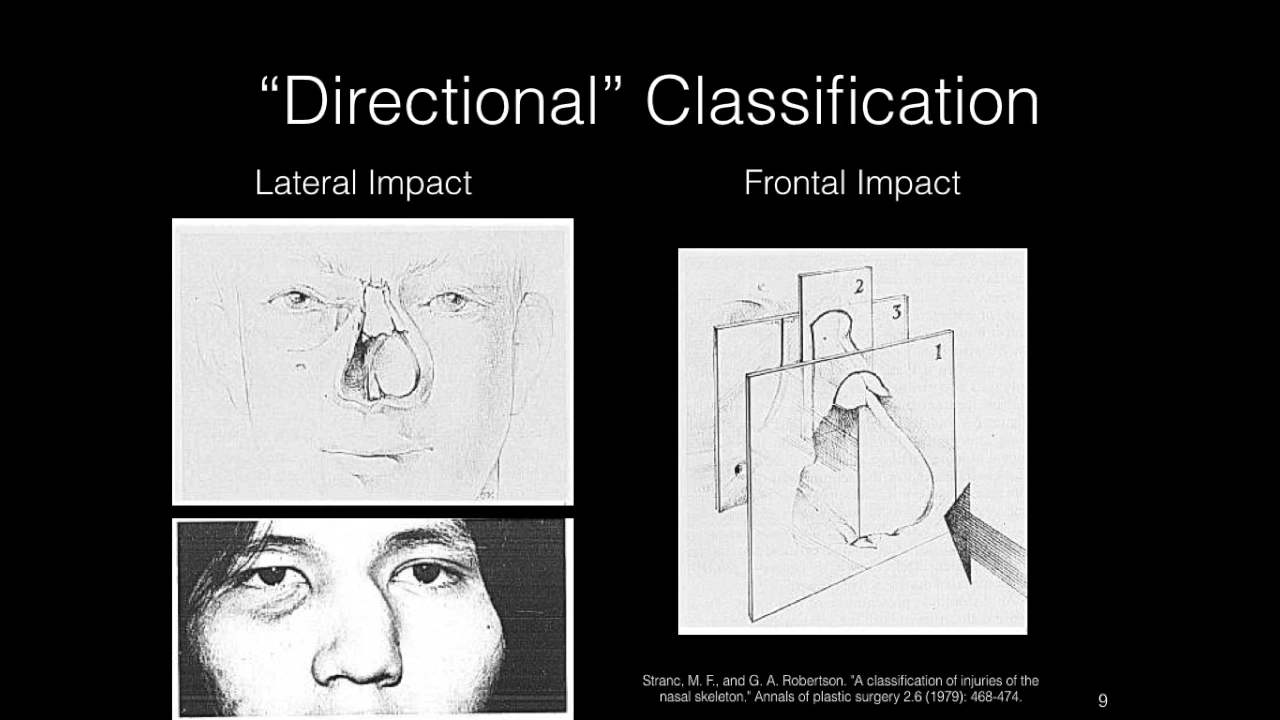 “Directional” Classification
Lateral Impact
Frontal Impact
2
3
1
Stranc, M. F., and G. A. Robertson. "A classification of injuries of the
nasal skeleton." Annals of plastic surgery 2.6 (1979): 468-474.
9